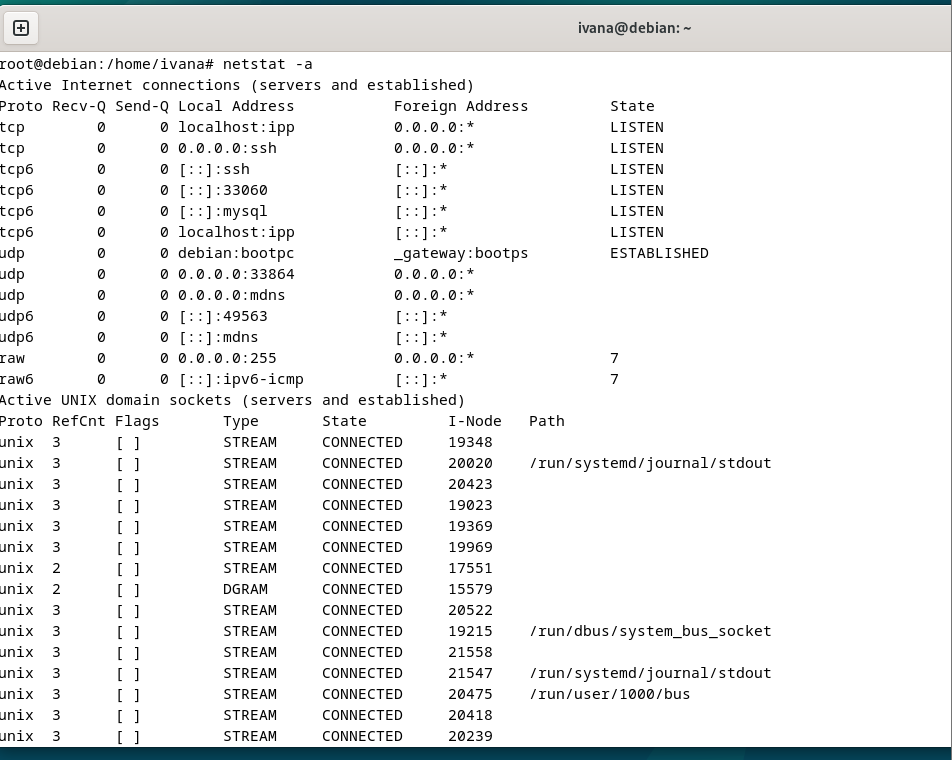 ivana@debian: ~
root@debian:/home/ivana# netstat -a
Active Internet connections (servers and established)
Proto Recv-Q Send-Q Local Address           Foreign Address         State
tcp        0      0 localhost:ipp           0.0.0.0:*               LISTEN
tcp        0      0 0.0.0.0:ssh             0.0.0.0:*               LISTEN
tcp6       0      0 [::]:ssh                [::]:*                  LISTEN
tcp6       0      0 [::]:33060              [::]:*                  LISTEN
tcp6       0      0 [::]:mysql              [::]:*                  LISTEN
tcp6       0      0 localhost:ipp           [::]:*                  LISTEN
udp        0      0 debian:bootpc           _gateway:bootps         ESTABLISHED
udp        0      0 0.0.0.0:33864           0.0.0.0:*
udp        0      0 0.0.0.0:mdns            0.0.0.0:*
udp6       0      0 [::]:49563              [::]:*
udp6       0      0 [::]:mdns               [::]:*
raw        0      0 0.0.0.0:255             0.0.0.0:*               7
raw6       0      0 [::]:ipv6-icmp          [::]:*                  7
Active UNIX domain sockets (servers and established)
Proto RefCnt Flags       Type       State         I-Node   Path
unix  3      [ ]         STREAM     CONNECTED     19348
unix  3      [ ]         STREAM     CONNECTED     20020    /run/systemd/journal/stdout
unix  3      [ ]         STREAM     CONNECTED     20423
unix  3      [ ]         STREAM     CONNECTED     19023
unix  3      [ ]         STREAM     CONNECTED     19369
unix  3      [ ]         STREAM     CONNECTED     19969
unix  2      [ ]         STREAM     CONNECTED     17551
unix  2      [ ]         DGRAM      CONNECTED     15579
unix  3      [ ]         STREAM     CONNECTED     20522
unix  3      [ ]         STREAM     CONNECTED     19215    /run/dbus/system_bus_socket
unix  3      [ ]         STREAM     CONNECTED     21558
unix  3      [ ]         STREAM     CONNECTED     21547    /run/systemd/journal/stdout
unix  3      [ ]         STREAM     CONNECTED     20475    /run/user/1000/bus
unix  3      [ ]         STREAM     CONNECTED     20418
unix  3      [ ]         STREAM     CONNECTED     20239